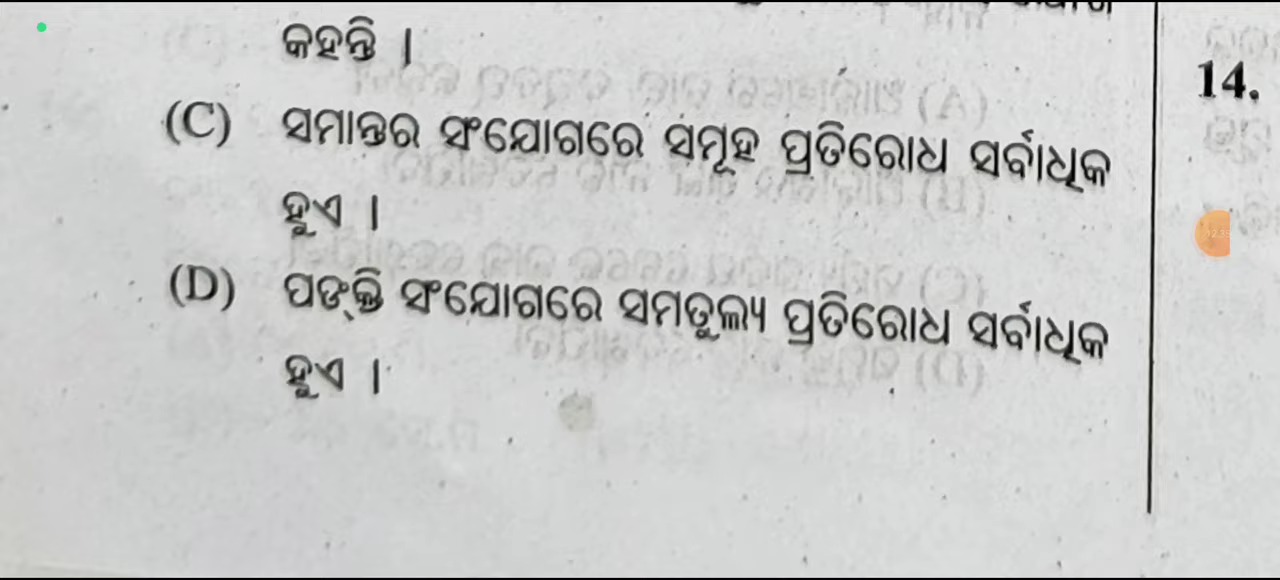 କହନ୍ତି ।
(C) ସମାନ୍ତର ସଂଯୋଗରେ ସମୂହ ପ୍ରତିରୋଧ ସର୍ବାଧିକ
ହୁଏ ।
(D) ପଙ୍‌କ୍ତି ସଂଯୋଗରେ ସମତୁଲ୍ୟ ପ୍ରତିରୋଧ ସର୍ବାଧିକ
ହୁଏ ।
14.